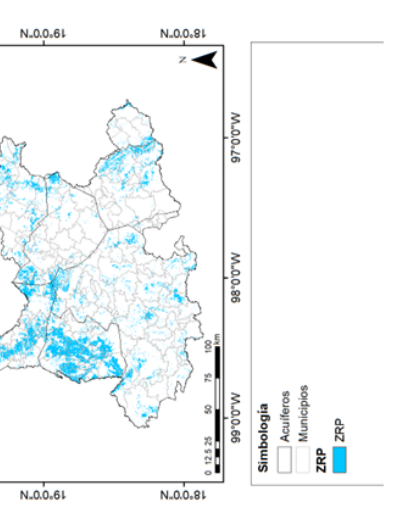 19°0'0"N
18°0'0"N
N
99°0'0"W
98°0'0"W
97°0'0"W
0 12.5 25 50 75 100 km
19°0'0"N
18°0'0"N
Simbología
Acuíferos
Municipios
ZRP
ZRP